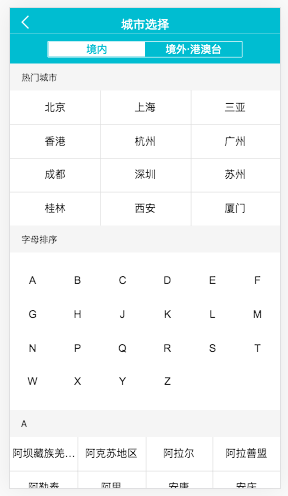 城市选择
境内 境外·港澳台
热门城市
北京 上海 三亚
香港 杭州 广州
成都 深圳 苏州
桂林 西安 厦门
字母排序
A B C D E F
G H J K L M
N P Q R S T
W X Y Z
A
阿坝藏族羌... 阿克苏地区 阿拉尔 阿拉善盟
阿勒泰 阿里 安康 安庆